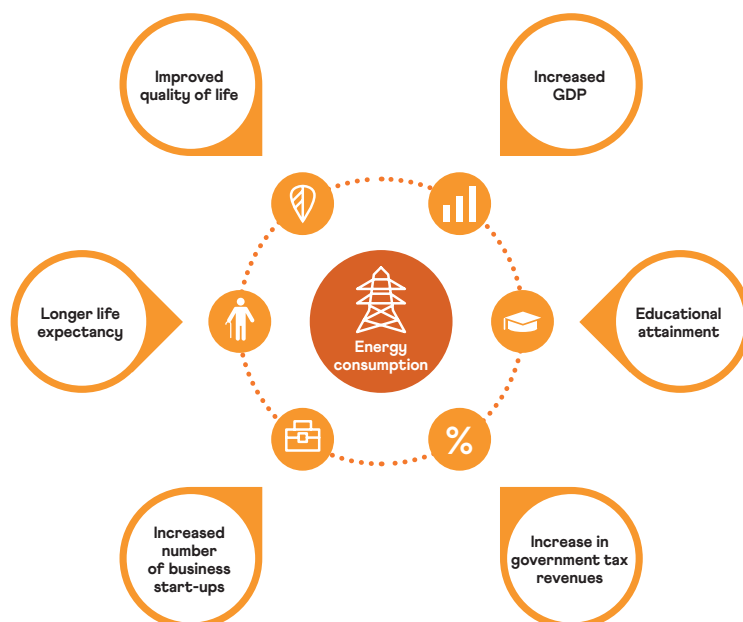 Improved
quality of life
Increased
GDP
Longer life
expectancy
Energy
consumption
Educational
attainment
%
Increased
number
of business
start-ups
Increase in
government tax
revenues